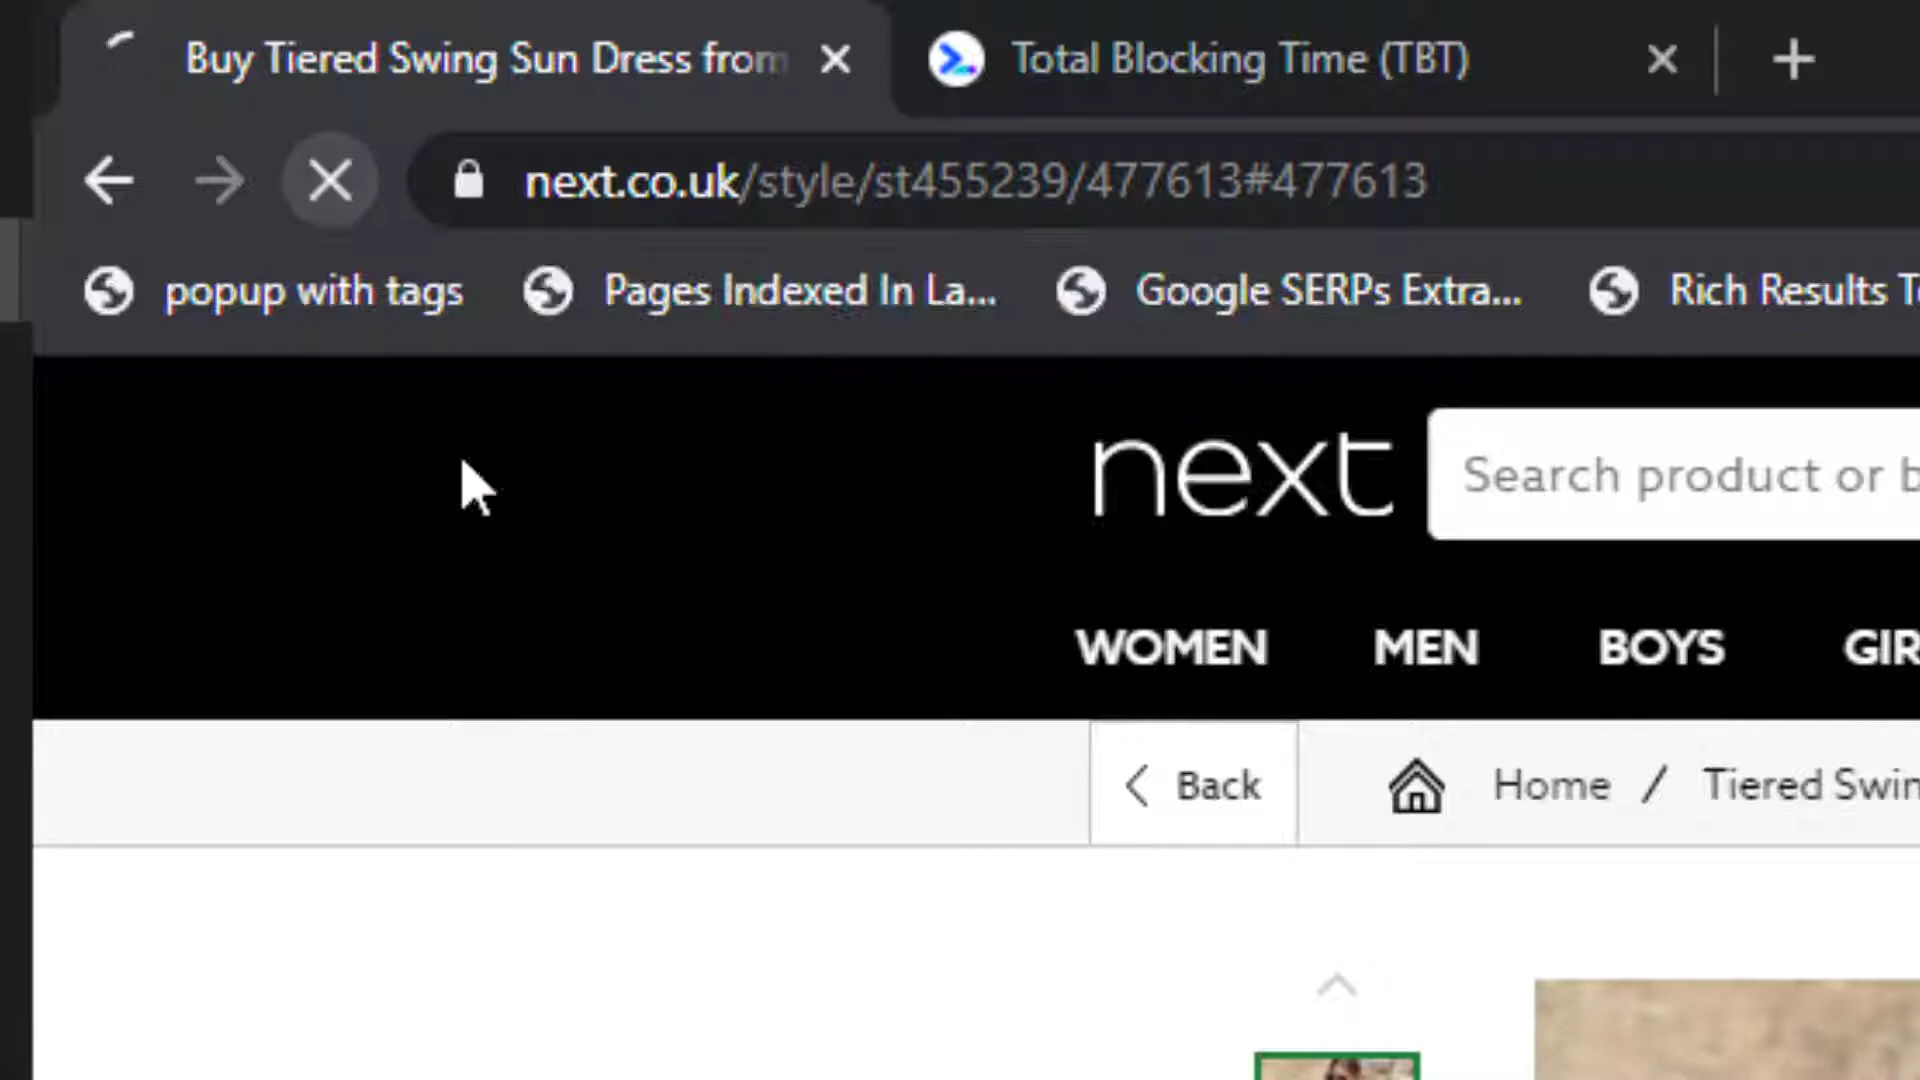 Buy Tiered Swing Sun Dress from
Total Blocking Time (TBT)
next.co.uk/style/st455239/477613#477613
popup with tags
Pages Indexed In La...
Google SERPs Extra...
Rich Results T
next
Search product or b
WOMEN
MEN
BOYS
GIR
Back
Home / Tiered Swin